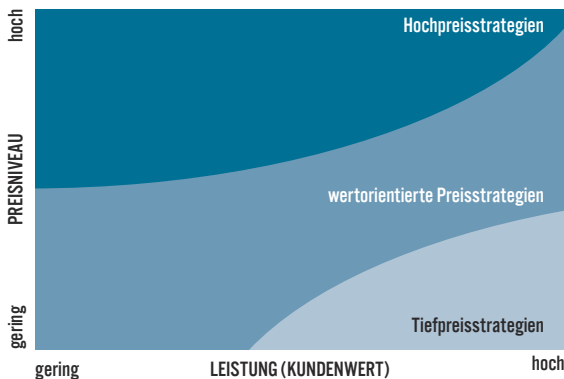 hoch
Hochpreisstrategien
PREISNIVEAU
wertorientierte Preisstrategien
Tiefpreisstrategien
gering
gering
LEISTUNG (KUNDENWERT)
hoch